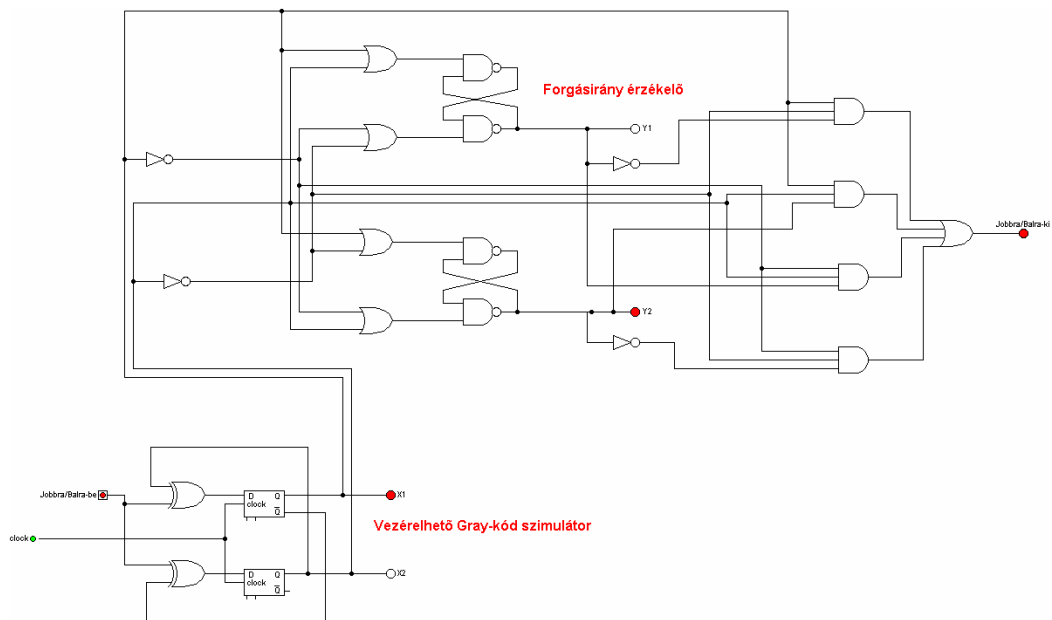 Forgásirány érzékelő
Y1
Jobbra/Balra-ki
Y2
Jobbra/Balra-be
D Q
clock
Q
X1
Vezérelhető Gray-kód szimulátor
clock
D Q
clock
Q
X2